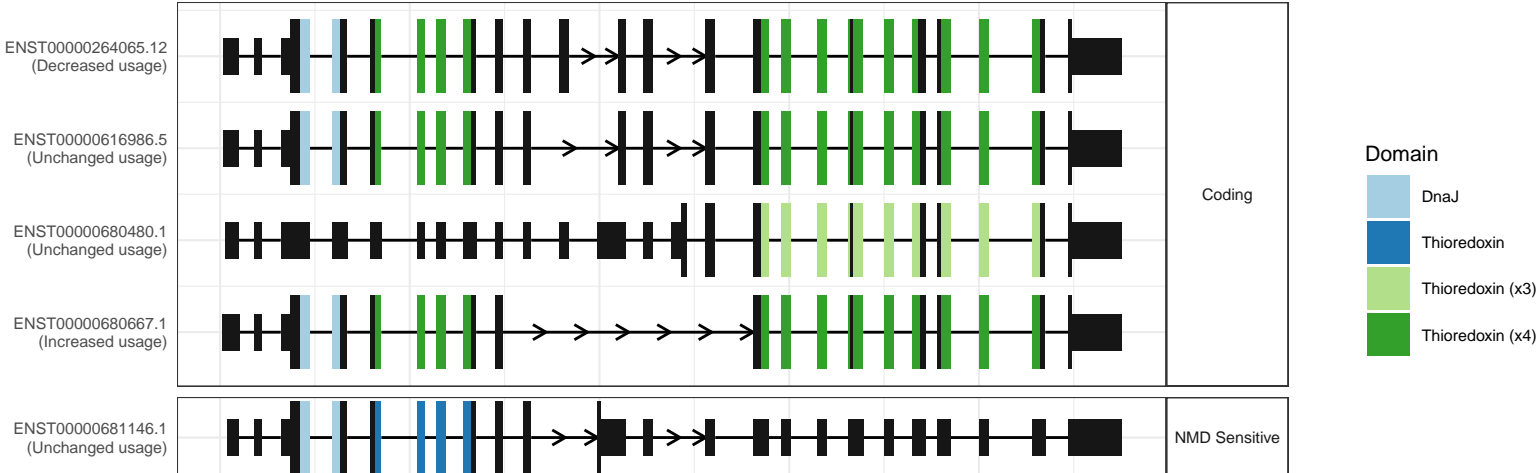 ENST00000264065.12
(Decreased usage)
ENST00000616986.5
(Unchanged usage)
ENST00000680480.1
(Unchanged usage)
ENST00000680667.1
(Increased usage)
Coding
ENST00000681146.1
(Unchanged usage)
NMD Sensitive
Domain
DnaJ
Thioredoxin
Thioredoxin (x3)
Thioredoxin (x4)